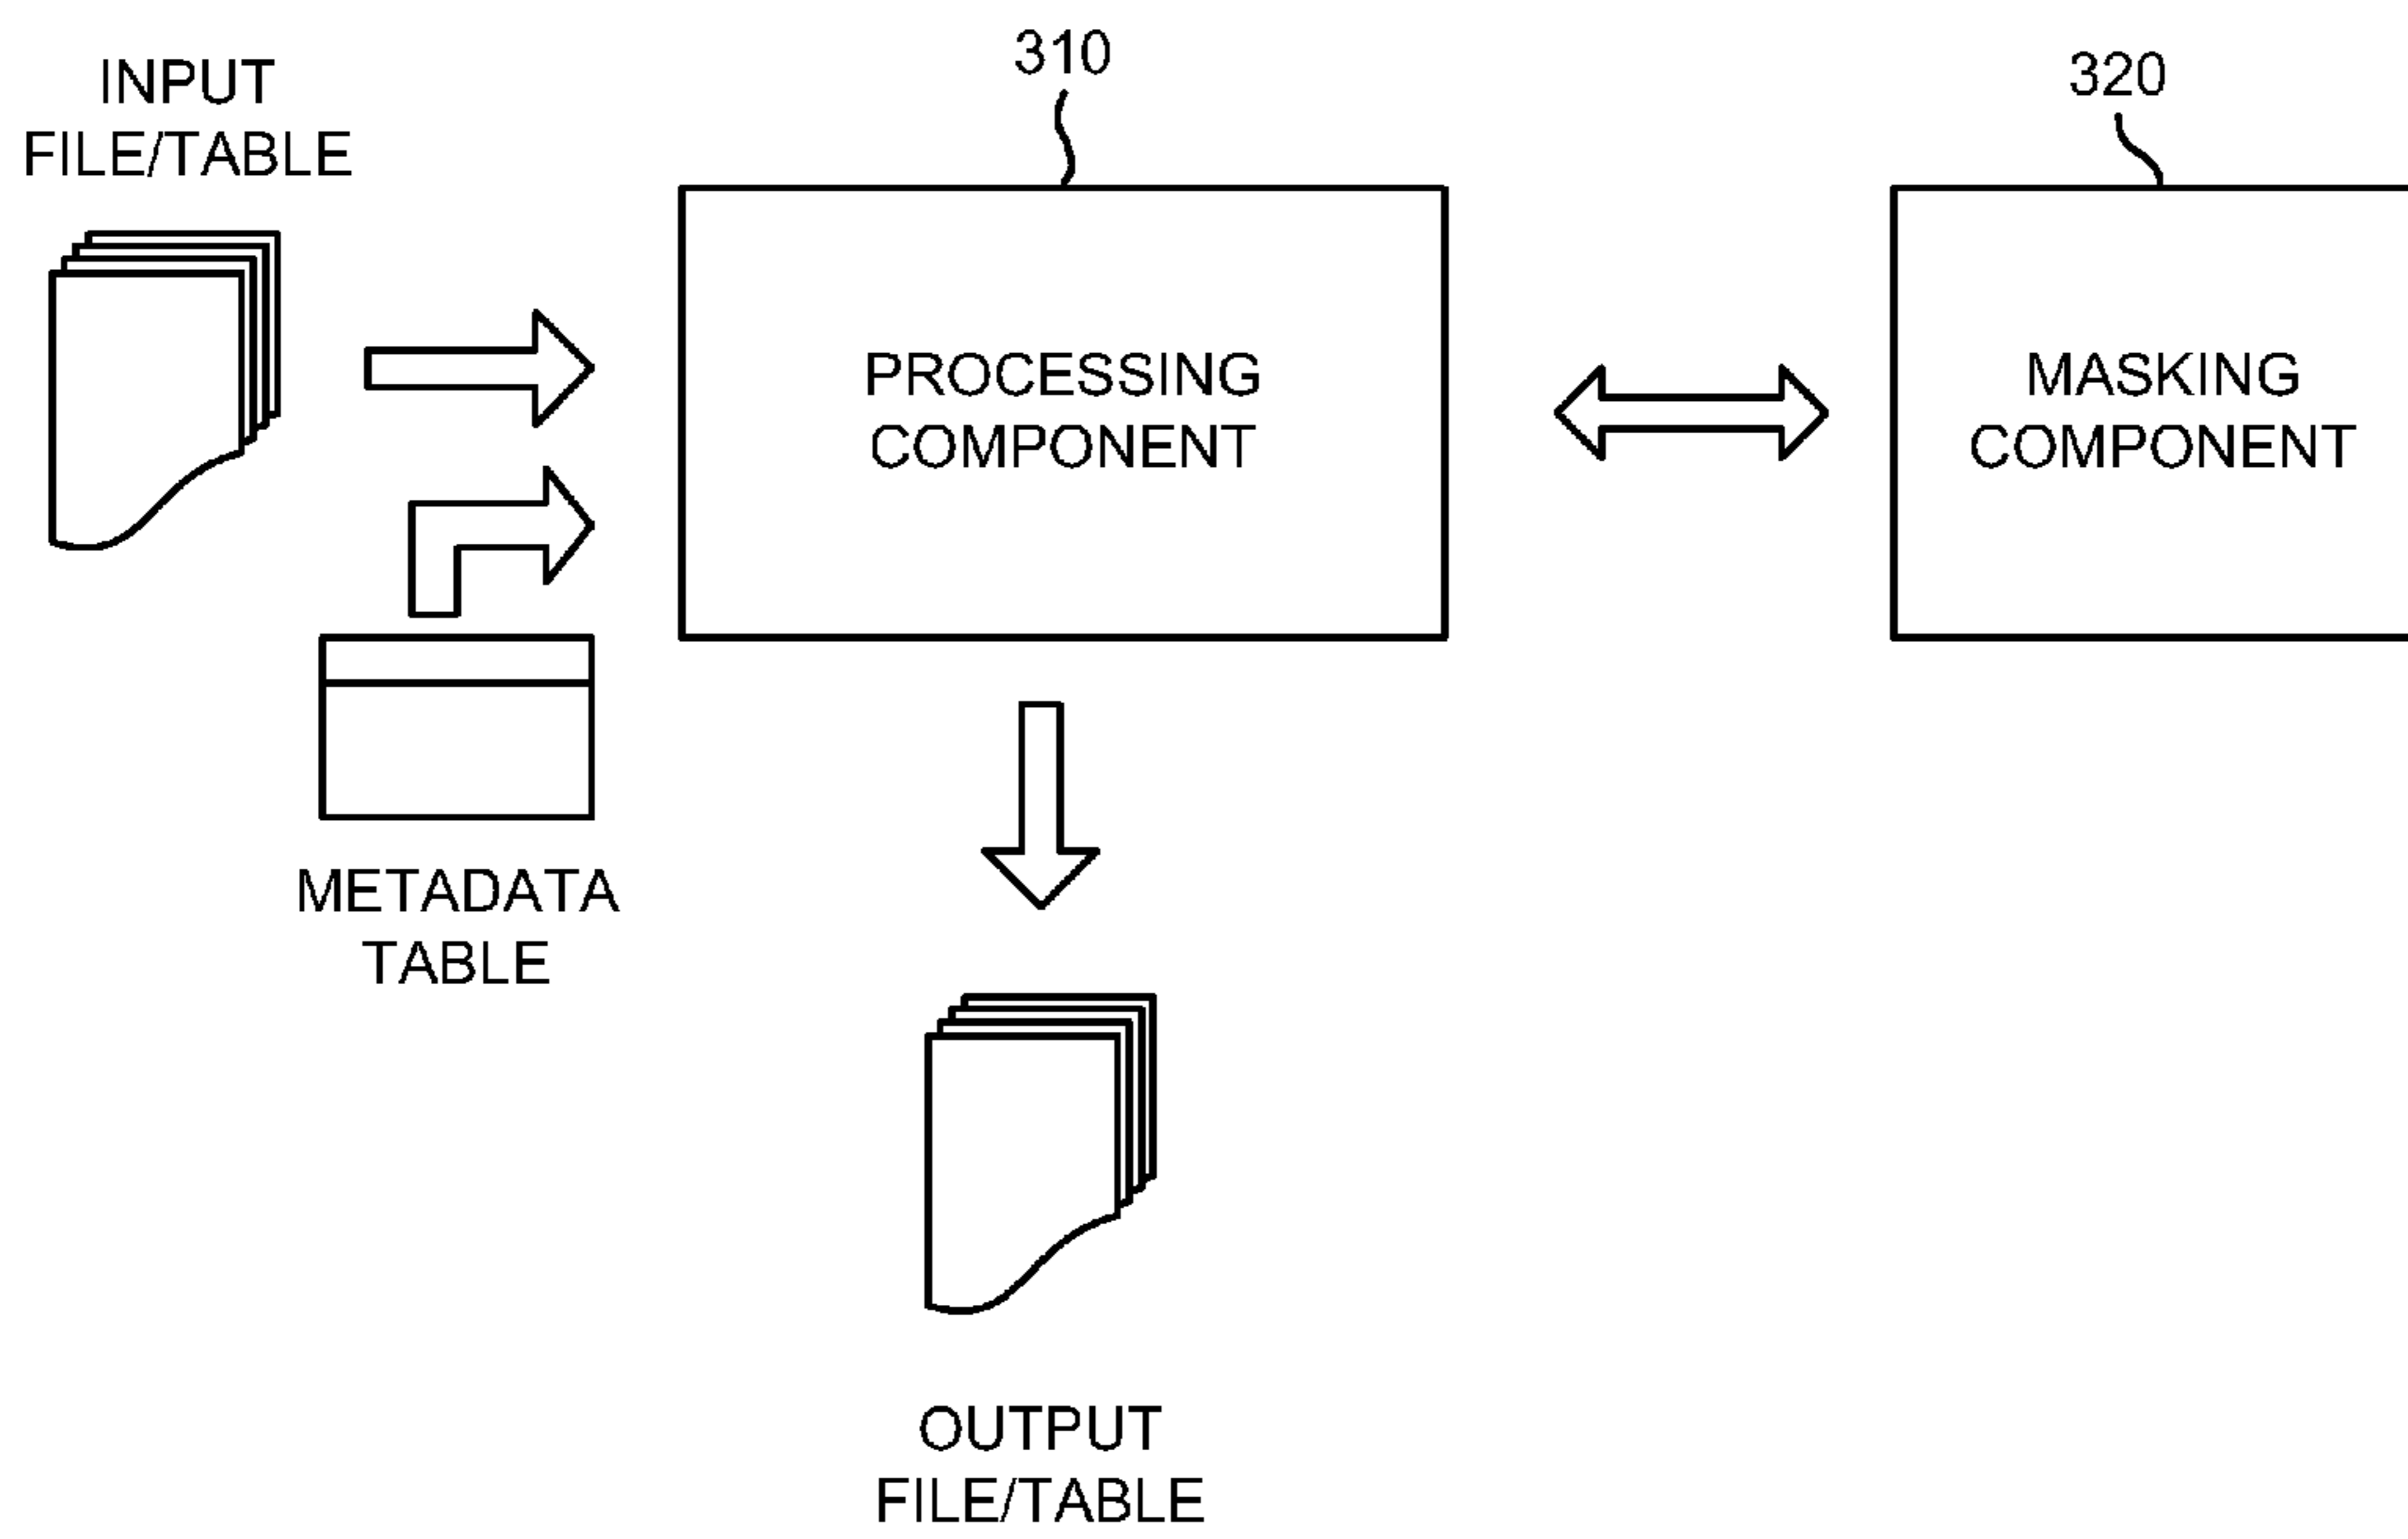 310
320
INPUT
FILE/TABLE
PROCESSING
COMPONENT
MASKING
COMPONENT
METADATA
TABLE
OUTPUT
FILE/TABLE